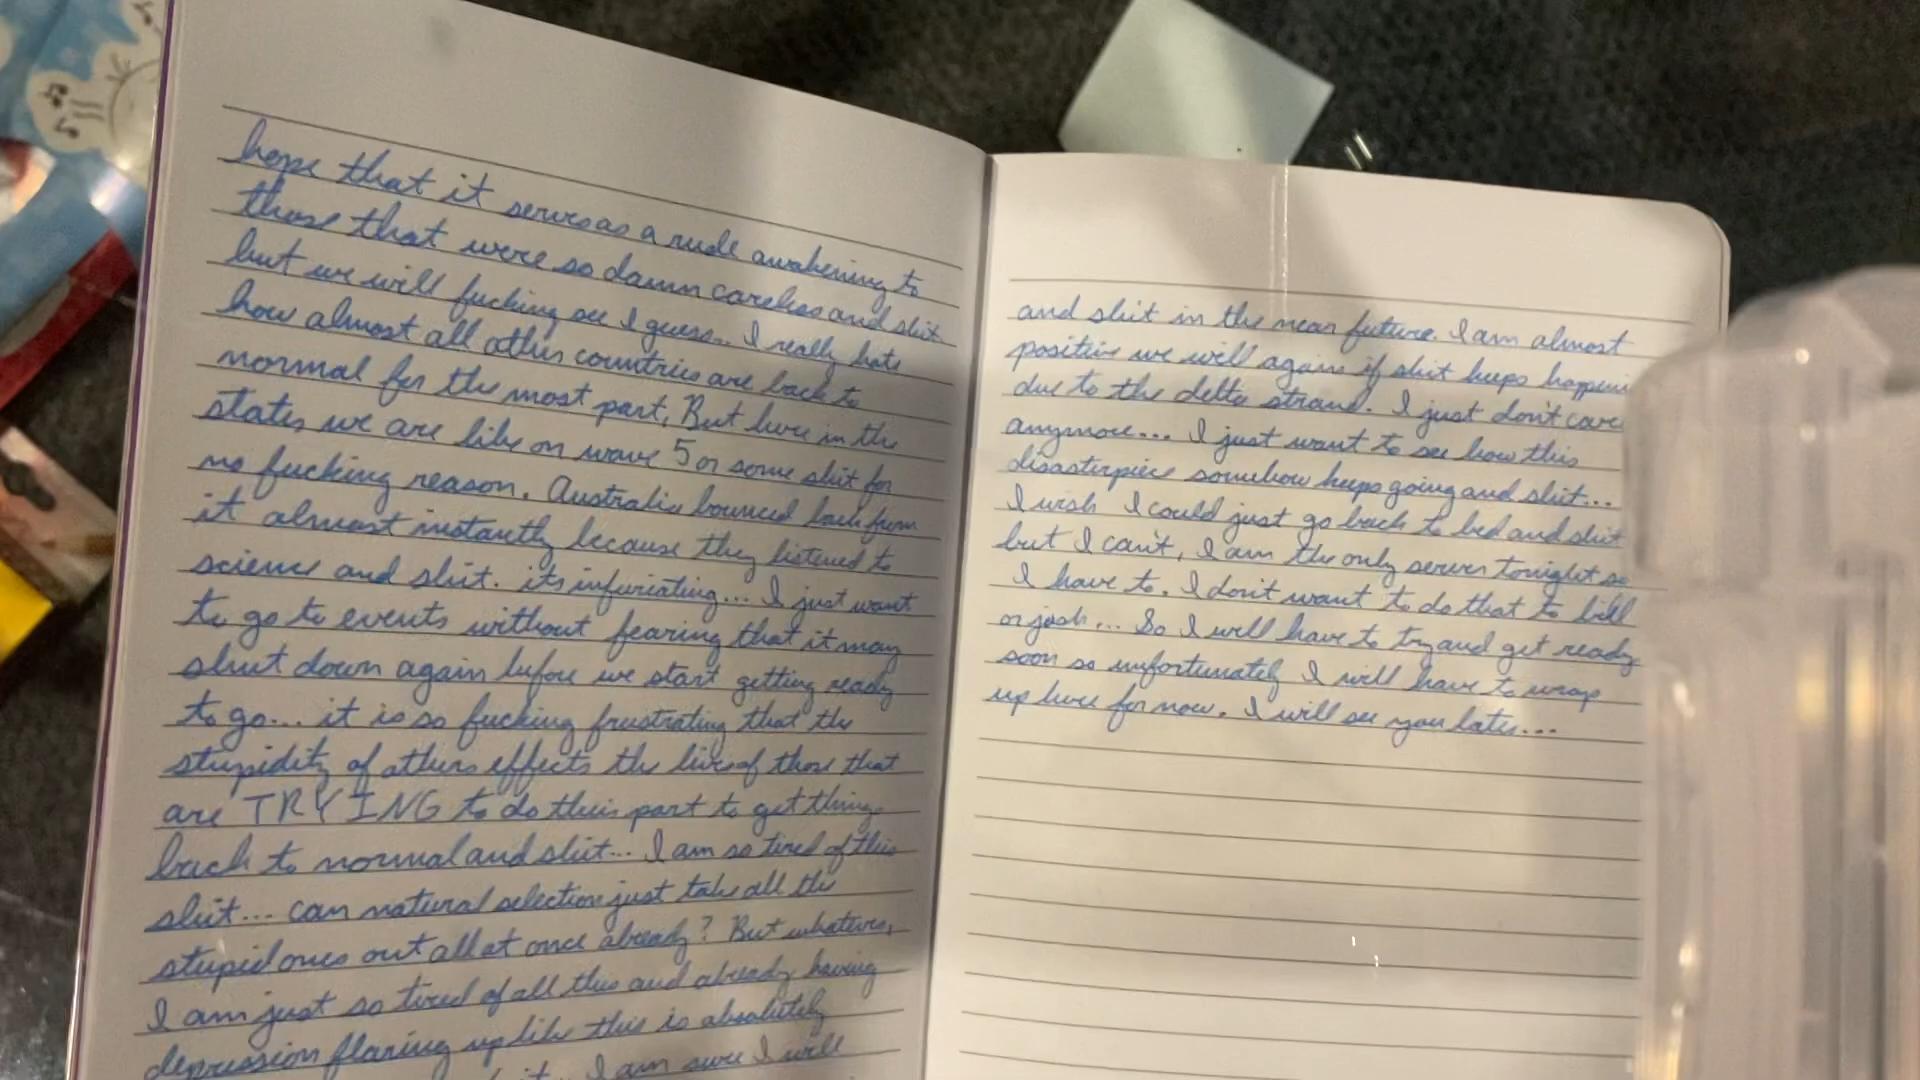 hope that it serves as a rude awakening to
those that were so damn careless and shit
but we will fucking see I guess... I really hate
how almost all other countries are back to
normal for the most part, But here in the
states we are like on wave 5 or some shit for
no fucking reason. Australia bounced back from
it almost instantly because they listened to
science and shit. its infuriating... I just want
to go to events without fearing that it may
shut down again before we start getting ready
to go... it is so fucking frustrating that the
stupidity of others effects the lives of those that
are TRYING to do their part to get things
back to normal and shit... I am so tired of this
shit... can natural selection just take all the
stupid ones out all at once already? But whatever,
I am just so tired of all this and already having
depression flaring up like this is absolutely
I am sure I will
and shit in the near future. I am almost
positive we will again if shit keeps happeni
due to the delta strand. I just don't care
anymore... I just want to see how this
disasterpiece somehow keeps going and shit...
I wish I could just go back to bed and shit
but I can't, I am the only server tonight so
I have to. I don't want to do that to bill
or josh... So I will have to try and get ready
soon so unfortunately I will have to wrap
up here for now. I will see you later...